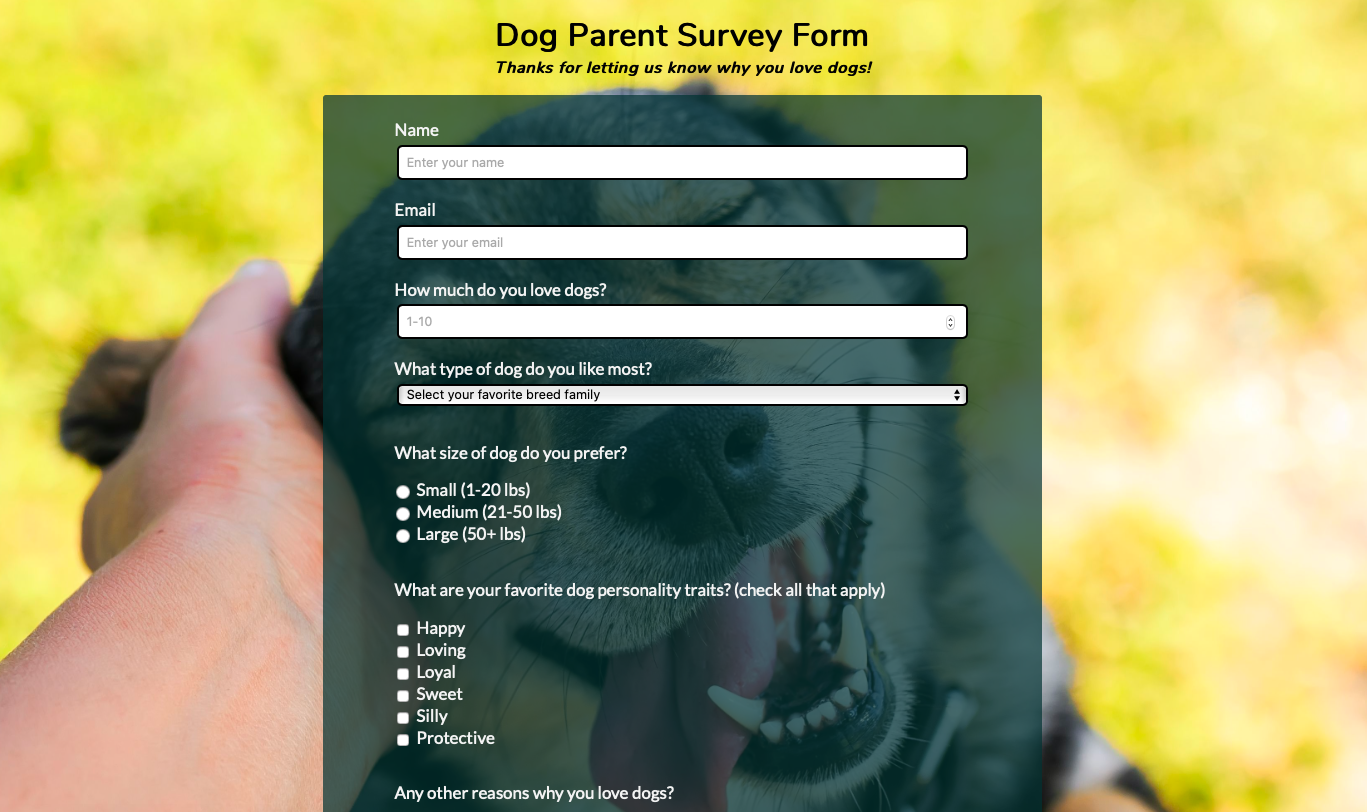 Dog Parent Survey Form
Thanks for letting us know why you love dogs!
Name
Enter your name
Email
Enter your email
How much do you love dogs?
1-10
What type of dog do you like most?
Select your favorite breed family
What size of dog do you prefer?
Small (1-20 lbs)
Medium (21-50 lbs)
Large (50+ lbs)
What are your favorite dog personality traits? (check all that apply)
Happy
Loving
Loyal
Sweet
Silly
Protective
Any other reasons why you love dogs?